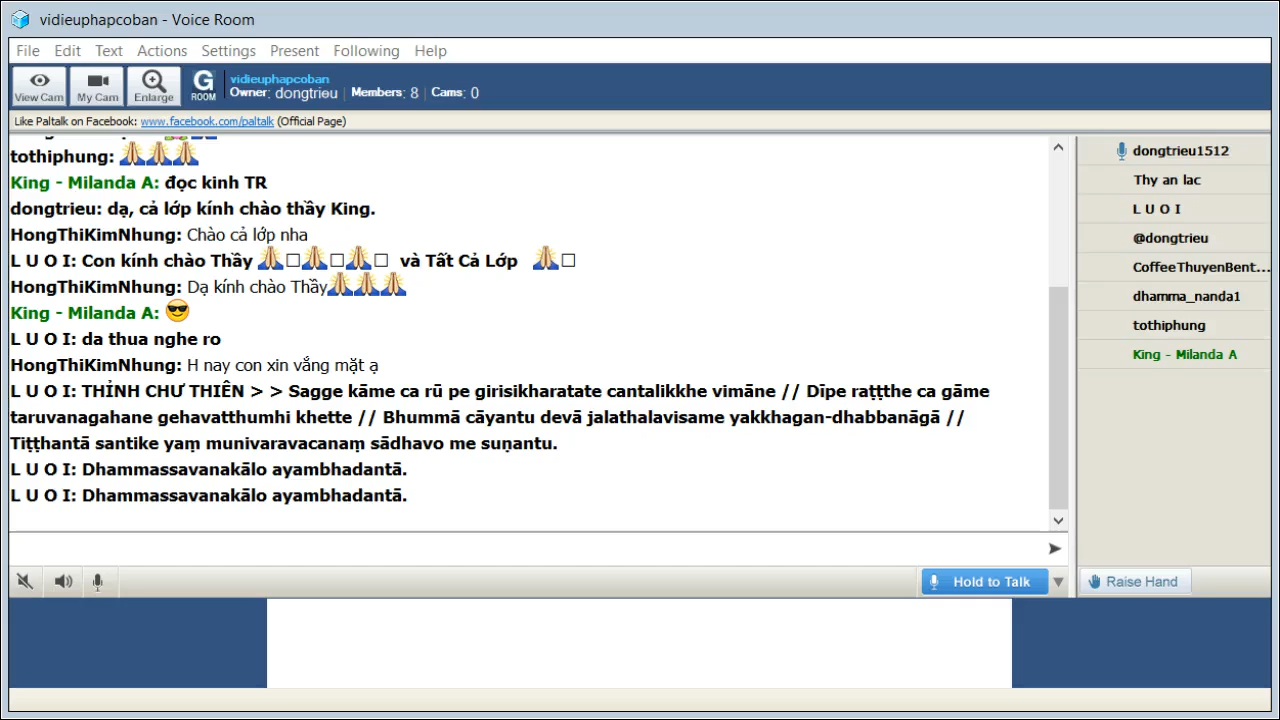 vidieuphapcoban - Voice Room
File Edit Text Actions Settings Present Following Help
View Cam My Cam Enlarge G ROOM
vidieuphapcoban
Owner: dongtrieu | Members: 8 | Cams: 0
Like Paltalk on Facebook: www.facebook.com/paltalk (Official Page)
tothiphung: 🙏🙏🙏
King - Milanda A: đọc kinh TR
dongtrieu: dạ, cả lớp kính chào thầy King.
HongThiKimNhung: Chào cả lớp nha
L U O I: Con kính chào Thầy 🙏□🙏□🙏□ và Tất Cả Lớp 🙏□
HongThiKimNhung: Dạ kính chào Thầy🙏🙏🙏
King - Milanda A: 😎
L U O I: da thua nghe ro
HongThiKimNhung: H nay con xin vắng mặt ạ
L U O I: THỈNH CHƯ THIÊN > > Sagge kāme ca rū pe girisikharatate cantalikkhe vimāne // Dīpe raṭṭthe ca gāme
taruvanagahane gehavatthumhi khette // Bhummā cāyantu devā jalathalavisame yakkhagan-dhabbanāgā //
Tiṭṭhantā santike yaṃ munivaravacanaṃ sādhavo me suṇantu.
L U O I: Dhammassavanakālo ayambhadantā.
L U O I: Dhammassavanakālo ayambhadantā.
dongtrieu1512
Thy an lac
L U O I
@dongtrieu
CoffeeThuyenBent...
dhamma_nanda1
tothiphung
King - Milanda A
Hold to Talk
Raise Hand